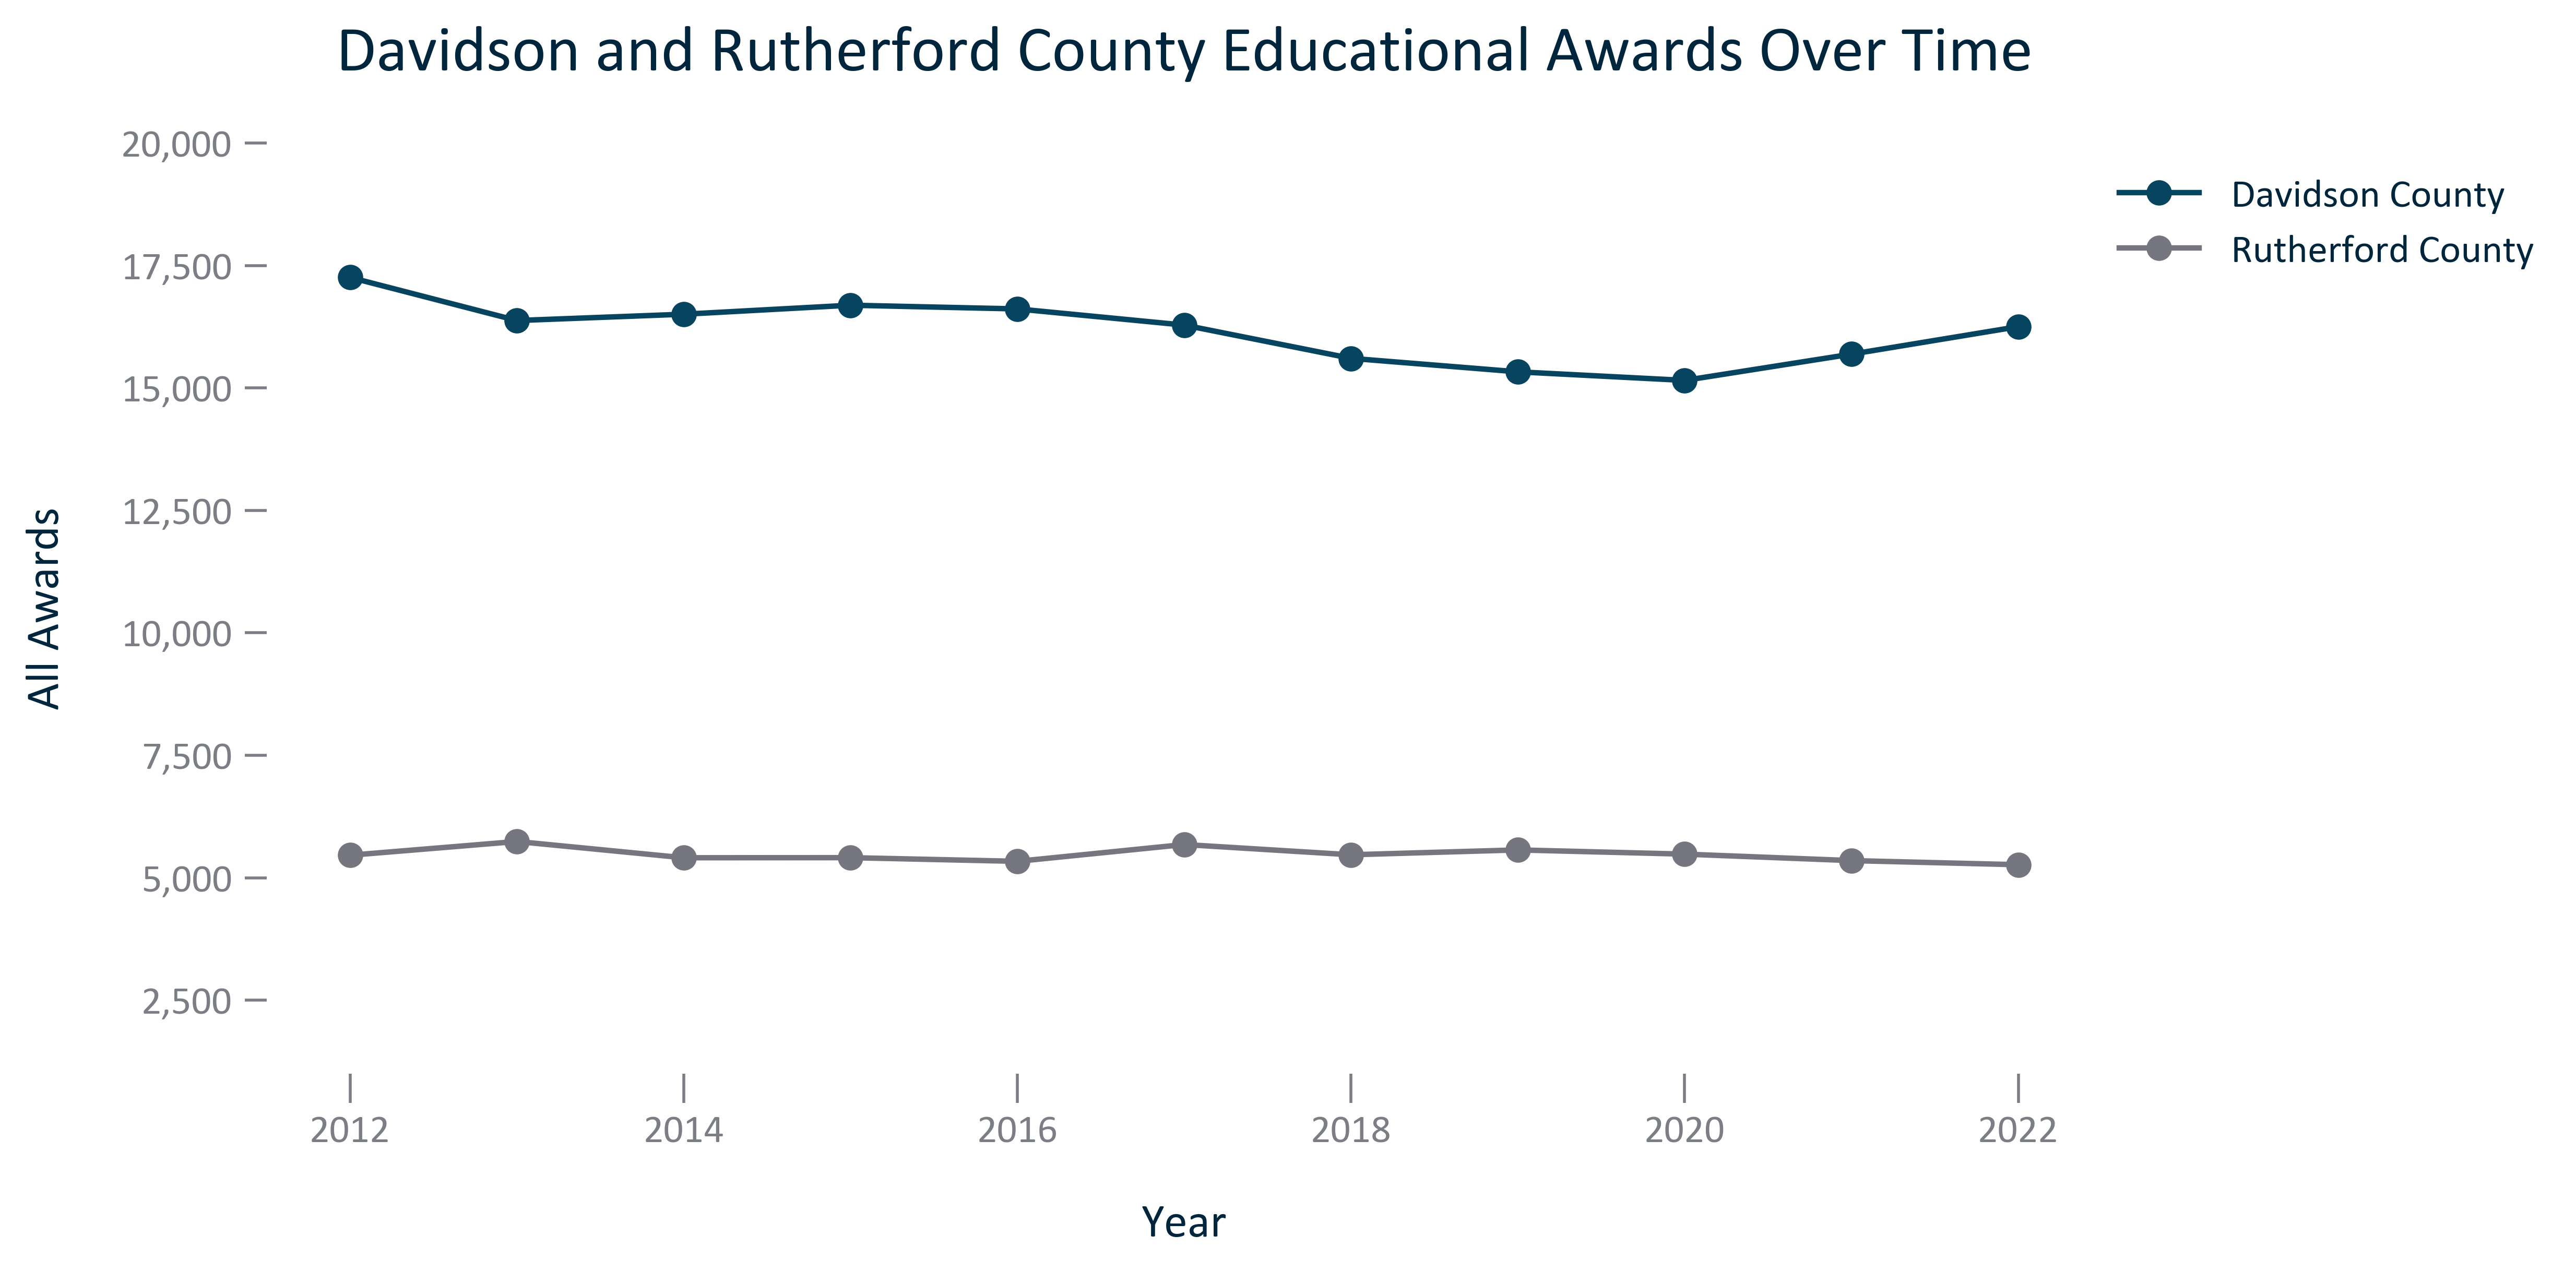 Davidson and Rutherford County Educational Awards Over Time
20,000
17,500
15,000
12,500
10,000
7,500
5,000
2,500
All Awards
Davidson County
Rutherford County
2012 2014 2016 2018 2020 2022
Year